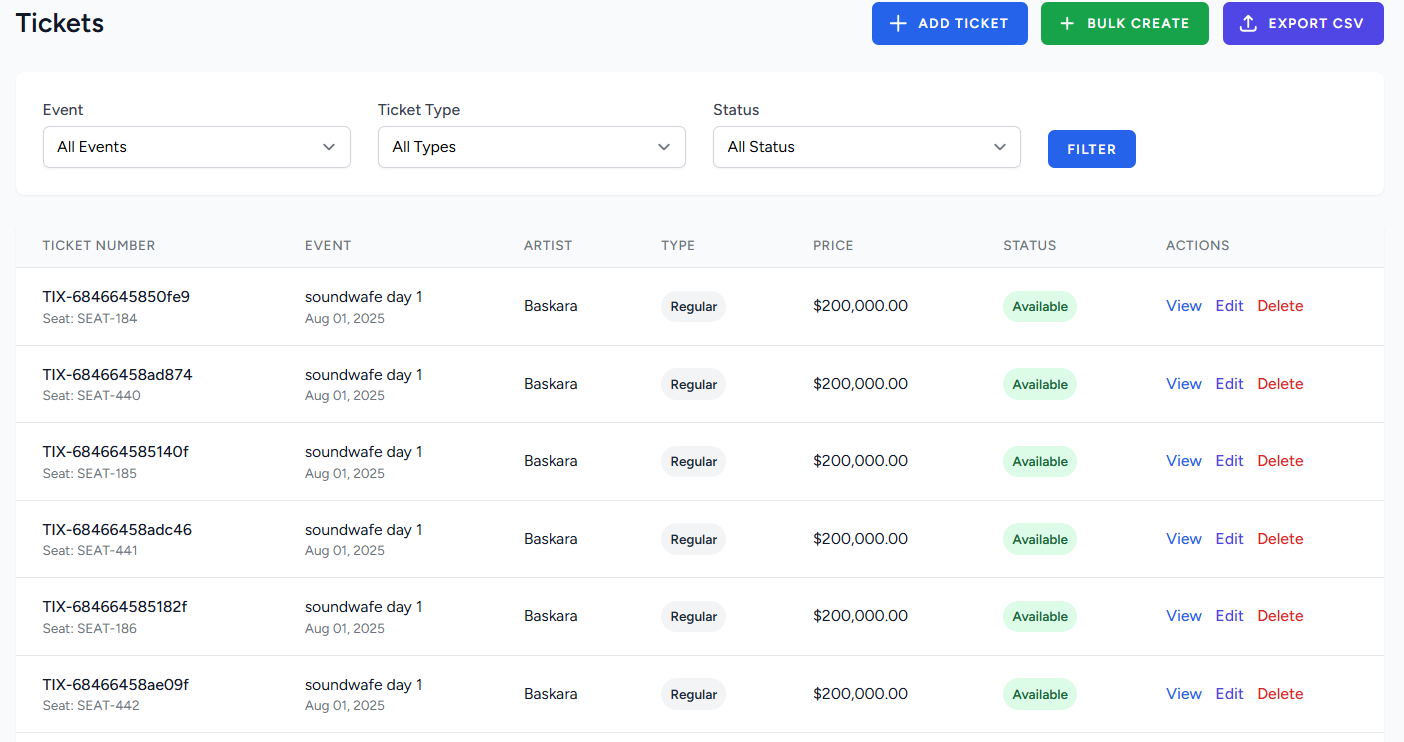 Tickets
ADD TICKET
BULK CREATE
EXPORT CSV
Event
Ticket Type
Status
All Events
All Types
All Status
FILTER
TICKET NUMBER EVENT ARTIST TYPE PRICE STATUS ACTIONS
TIX-6846645850fe9 soundwafe day 1
Seat: SEAT-184 Aug 01, 2025
Baskara Regular $200,000.00 Available View Edit Delete
TIX-68466458ad874 soundwafe day 1
Seat: SEAT-440 Aug 01, 2025
Baskara Regular $200,000.00 Available View Edit Delete
TIX-684664585140f soundwafe day 1
Seat: SEAT-185 Aug 01, 2025
Baskara Regular $200,000.00 Available View Edit Delete
TIX-68466458adc46 soundwafe day 1
Seat: SEAT-441 Aug 01, 2025
Baskara Regular $200,000.00 Available View Edit Delete
TIX-684664585182f soundwafe day 1
Seat: SEAT-186 Aug 01, 2025
Baskara Regular $200,000.00 Available View Edit Delete
TIX-68466458ae09f soundwafe day 1
Seat: SEAT-442 Aug 01, 2025
Baskara Regular $200,000.00 Available View Edit Delete